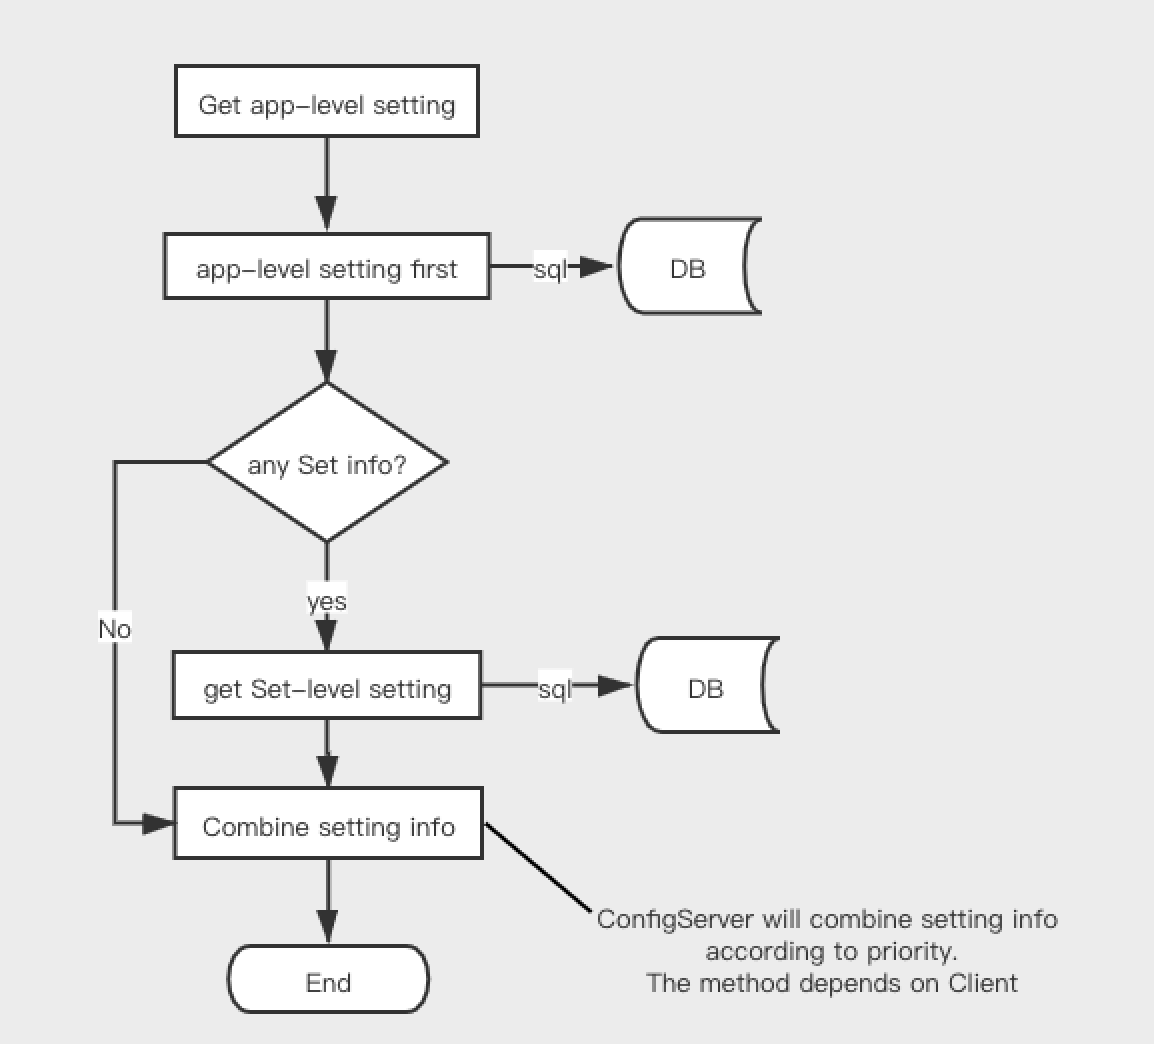 Get app-level setting
app-level setting first
sql
DB
any Set info?
yes
No
get Set-level setting
sql
DB
Combine setting info
ConfigServer will combine setting info
according to priority.
The method depends on Client
End